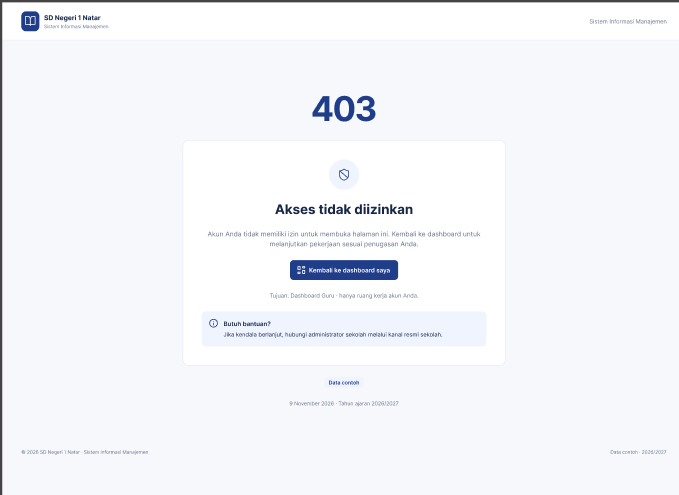 SD Negeri 1 Natar
Sistem Informasi Manajemen
Sistem Informasi Manajemen
403
Akses tidak diizinkan
Akun Anda tidak memiliki izin untuk membuka halaman ini. Kembali ke dashboard untuk
melanjutkan pekerjaan sesuai penugasan Anda.
Kembali ke dashboard saya
Tujuan: Dashboard Guru · hanya ruang kerja akun Anda.
Butuh bantuan?
Jika kendala berlanjut, hubungi administrator sekolah melalui kanal resmi sekolah.
Data contoh
9 November 2026 · Tahun ajaran 2026/2027
© 2026 SD Negeri 1 Natar · Sistem Informasi Manajemen
Data contoh · 2026/2027